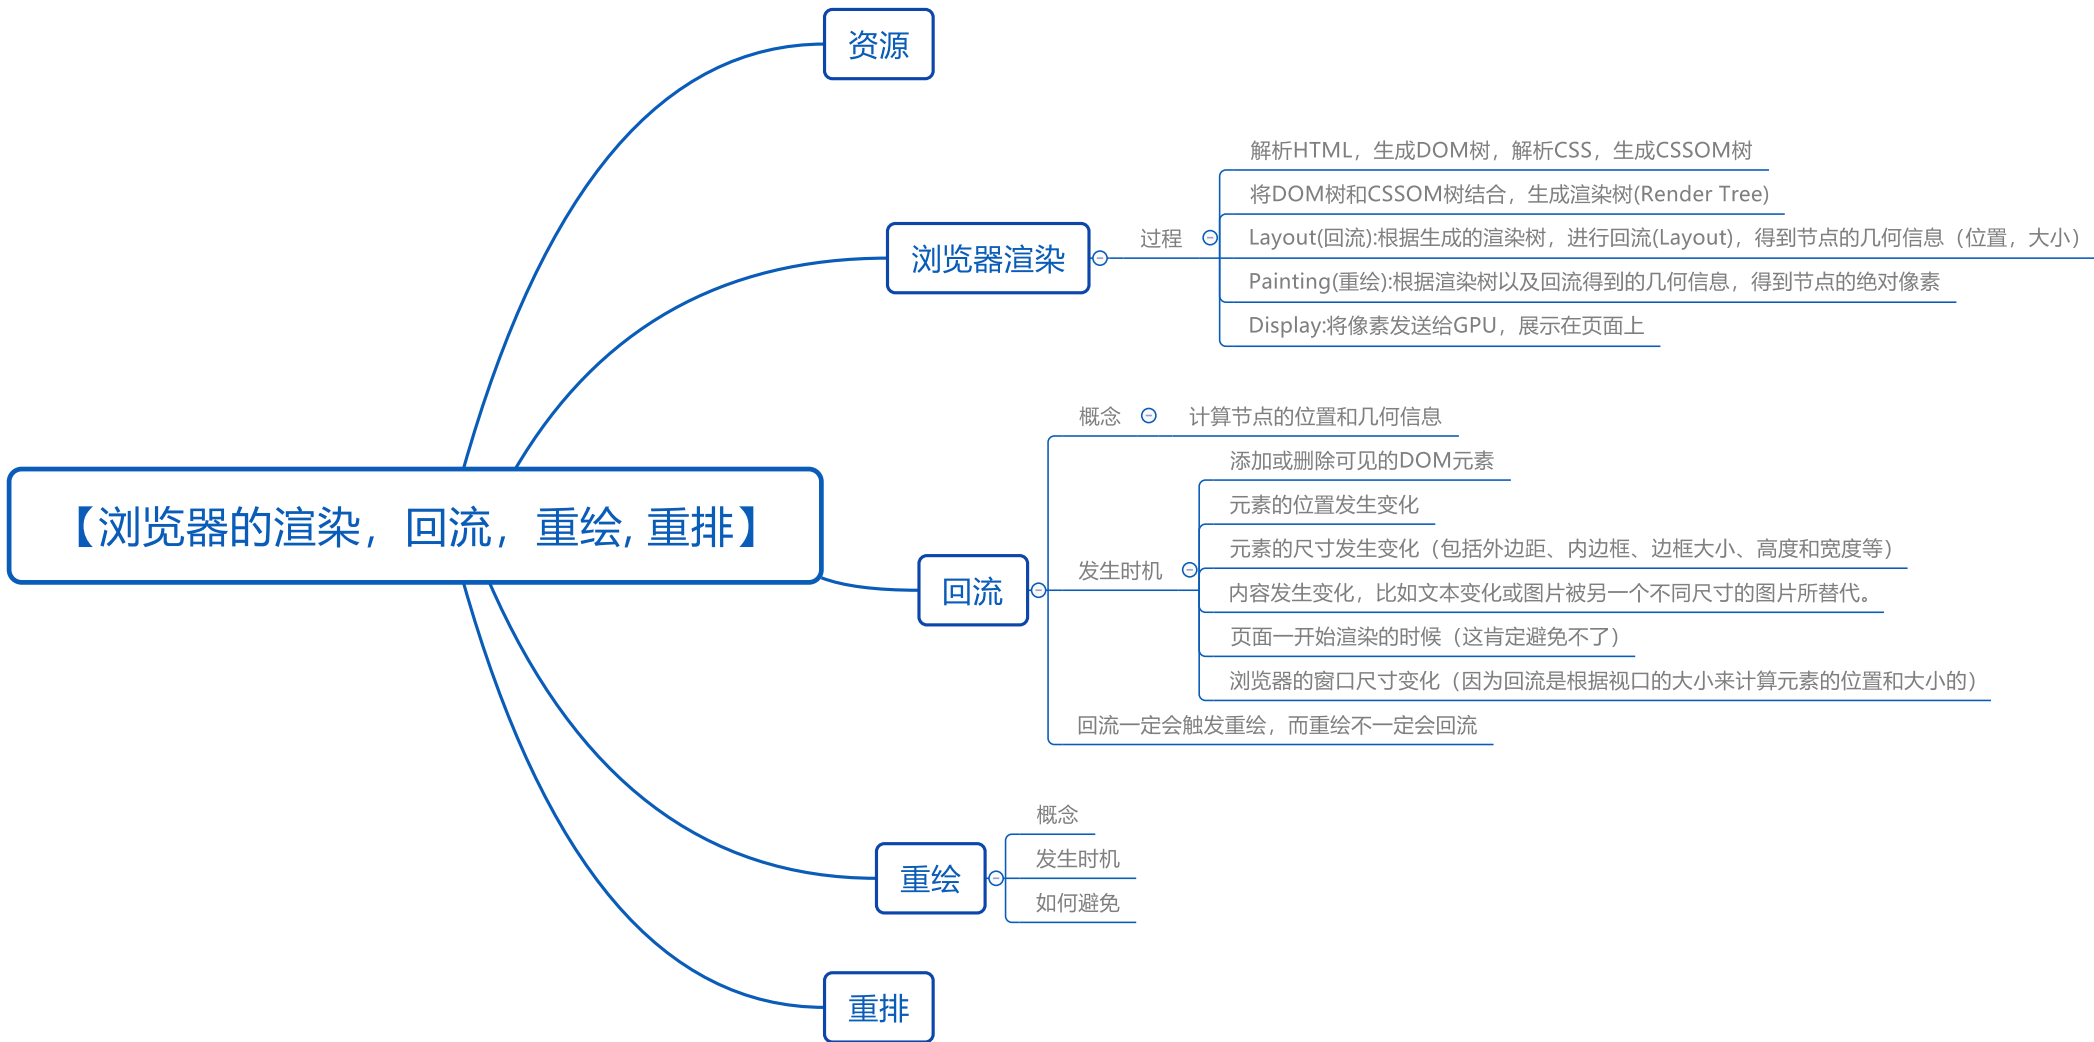 【浏览器的渲染，回流，重绘, 重排】
资源
浏览器渲染
过程
解析HTML，生成DOM树，解析CSS，生成CSSOM树
将DOM树和CSSOM树结合，生成渲染树(Render Tree)
Layout(回流):根据生成的渲染树，进行回流(Layout)，得到节点的几何信息（位置，大小）
Painting(重绘):根据渲染树以及回流得到的几何信息，得到节点的绝对像素
Display:将像素发送给GPU，展示在页面上
回流
概念
计算节点的位置和几何信息
发生时机
添加或删除可见的DOM元素
元素的位置发生变化
元素的尺寸发生变化（包括外边距、内边框、边框大小、高度和宽度等）
内容发生变化，比如文本变化或图片被另一个不同尺寸的图片所替代。
页面一开始渲染的时候（这肯定避免不了）
浏览器的窗口尺寸变化（因为回流是根据视口的大小来计算元素的位置和大小的）
回流一定会触发重绘，而重绘不一定会回流
重绘
概念
发生时机
如何避免
重排